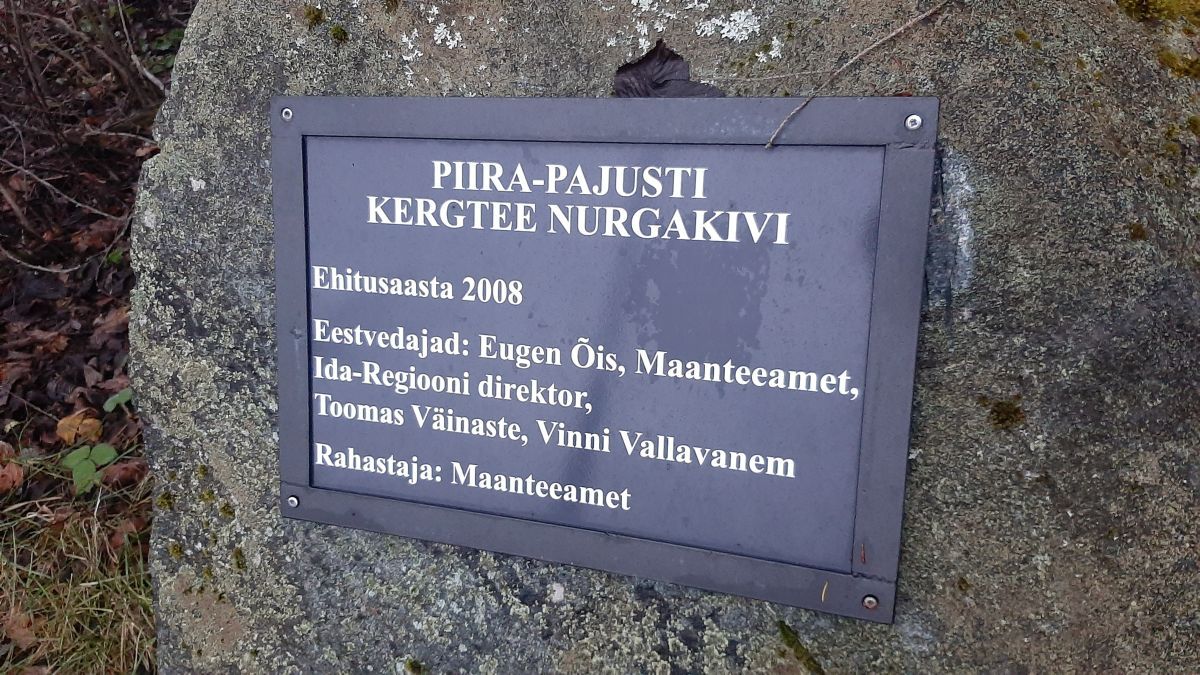 PIIRA-PAJUSTI
KERGTEE NURGAKIVI
Ehitusaasta 2008
Eestvedajad: Eugen Õis, Maanteeamet,
Ida-Regiooni direktor,
Toomas Väinaste, Vinni Vallavanem
Rahastaja: Maanteeamet